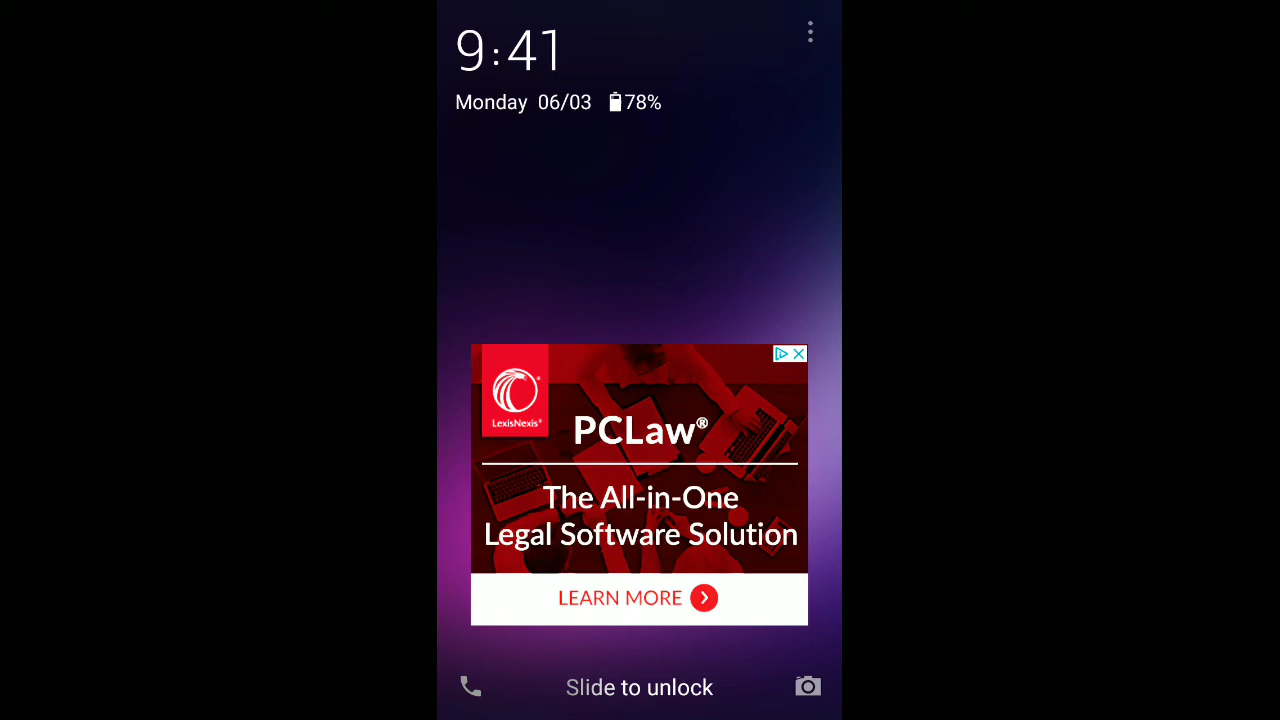 9:41
Monday 06/03 78%
LexisNexis®
PCLaw®
The All-in-One
Legal Software Solution
LEARN MORE
Slide to unlock